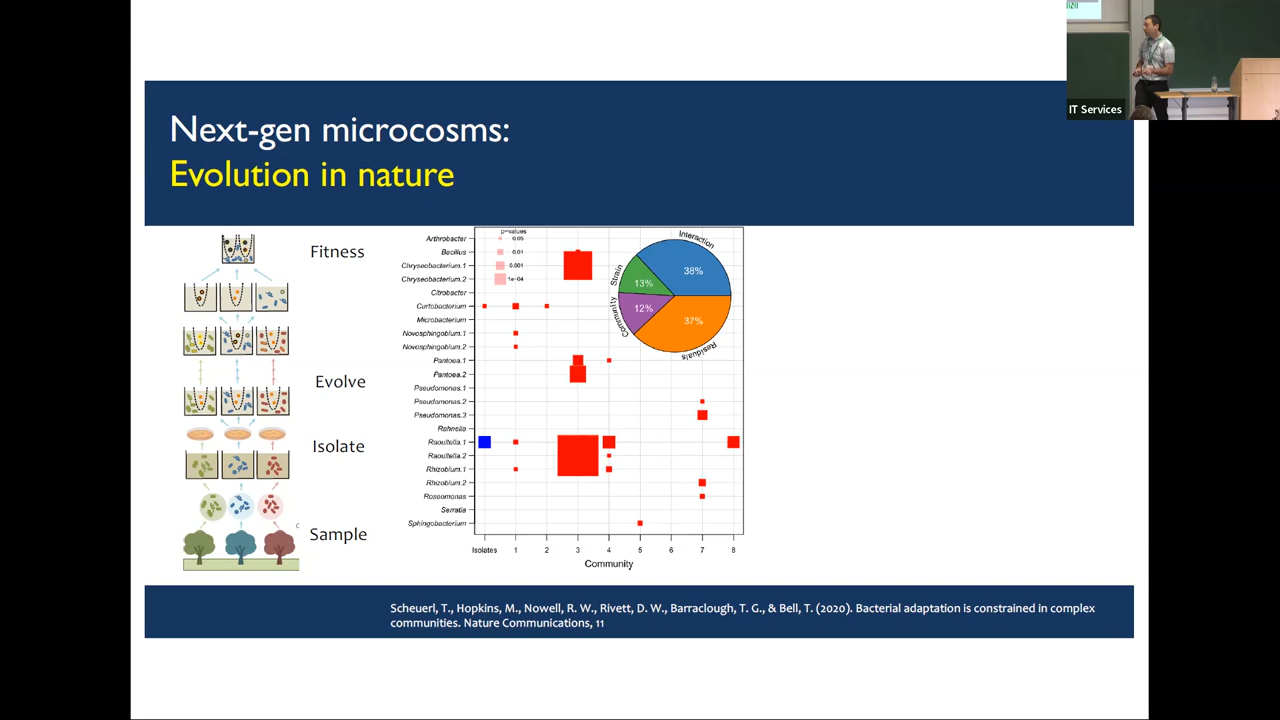 IT Services
Next-gen microcosms:
Evolution in nature
Fitness
Evolve
Isolate
Sample
p-values
0.05
0.01
0.001
1e-04
Arthrobacter
Bacillus
Chryseobacterium.1
Chryseobacterium.2
Citrobacter
Curtobacterium
Microbacterium
Novosphingobium.1
Novosphingobium.2
Pantoea.1
Pantoea.2
Pseudomonas.1
Pseudomonas.2
Pseudomonas.3
Rahnella
Raoultella.1
Raoultella.2
Rhizobium.1
Rhizobium.2
Roseomonas
Serratia
Sphingobacterium
Isolates 1 2 3 4 5 6 7 8
Community
Interaction
38%
Strain
13%
Community
12%
37%
Residuals
Scheuerl, T., Hopkins, M., Nowell, R. W., Rivett, D. W., Barraclough, T. G., & Bell, T. (2020). Bacterial adaptation is constrained in complex
communities. Nature Communications, 11